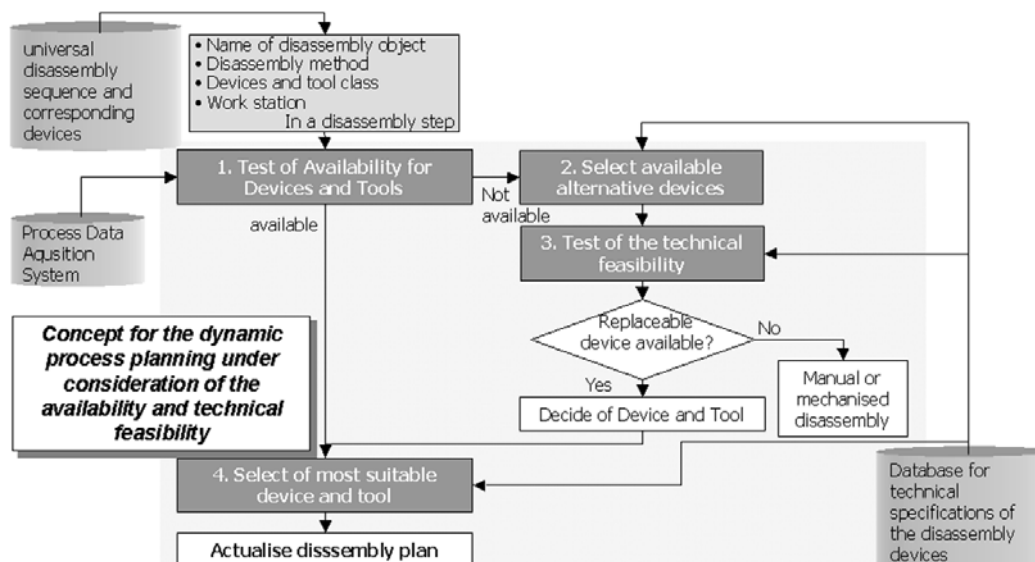 universal
disassembly
sequence and
corresponding
devices
• Name of disassembly object
• Disassembly method
• Devices and tool class
• Work station
In a disassembly step
1. Test of Availability for
Devices and Tools
2. Select available
alternative devices
Not
available
available
Process Data
Aqusition
System
3. Test of the technical
feasibility
Concept for the dynamic
process planning under
consideration of the
availability and technical
feasibility
Replaceable
device available?
No
Yes
Manual or
mechanised
disassembly
Decide of Device and Tool
4. Select of most suitable
device and tool
Database for
technical
specifications of
the disassembly
devices
Actualise disssembly plan